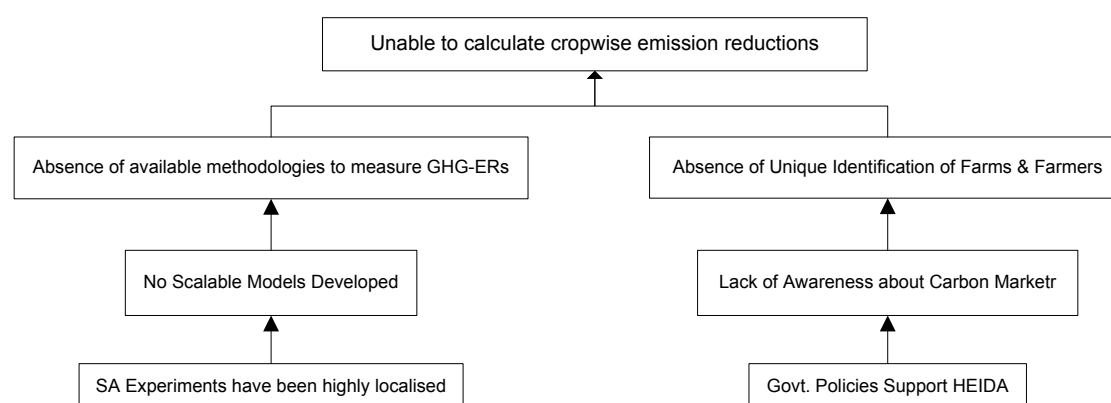 Unable to calculate cropwise emission reductions
Absence of available methodologies to measure GHG-ERs
Absence of Unique Identification of Farms & Farmers
No Scalable Models Developed
Lack of Awareness about Carbon Marketr
SA Experiments have been highly localised
Govt. Policies Support HEIDA